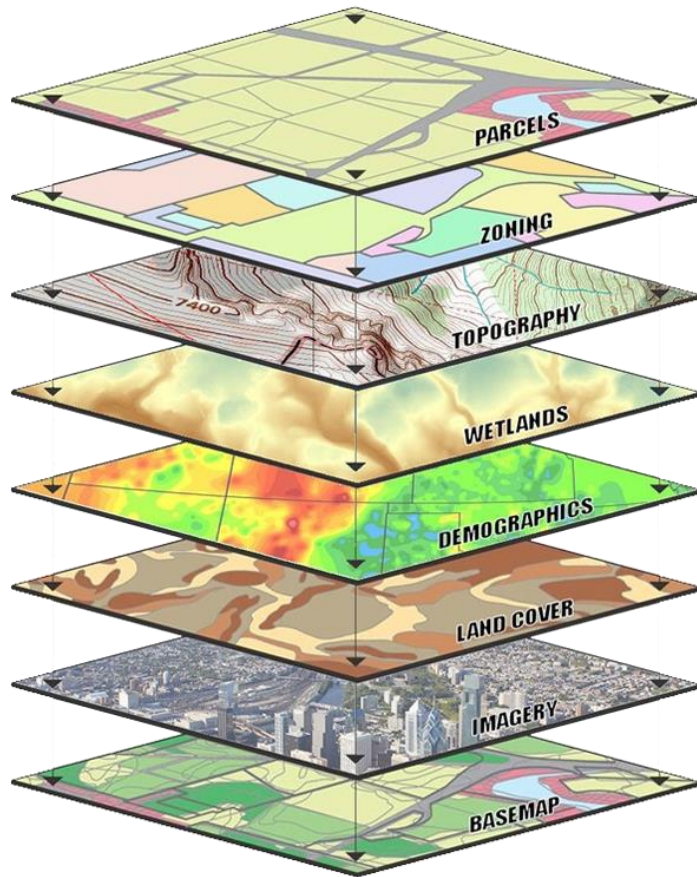 PARCELS
ZONING
7400
TOPOGRAPHY
WETLANDS
DEMOGRAPHICS
LAND COVER
IMAGERY
BASEMAP